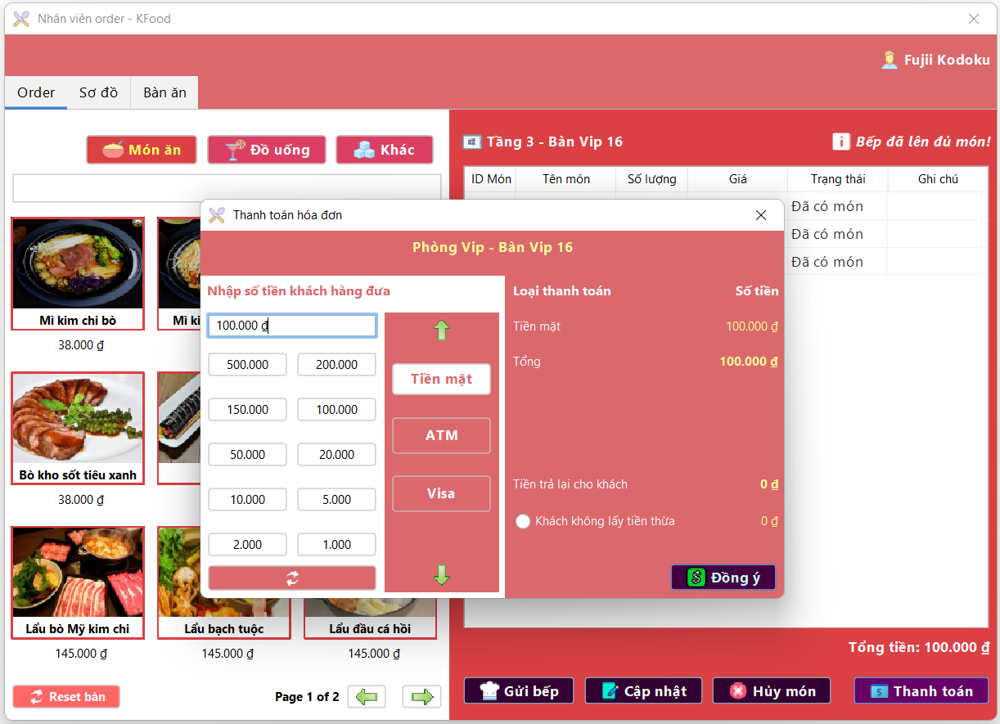 Nhân viên order - KFood
Fujii Kodoku
Order Sơ đồ Bàn ăn
Món ăn Đồ uống Khác
Tầng 3 - Bàn Vip 16
Bếp đã lên đủ món!
ID Món Tên món Số lượng Giá Trạng thái Ghi chú
Đã có món
Đã có món
Đã có món
Mì kim chi bò
Mì ki
38.000 ₫
Bò kho sốt tiêu xanh
38.000 ₫
Lẩu bò Mỹ kim chi
Lẩu bạch tuộc
Lẩu đầu cá hồi
145.000 ₫
145.000 ₫
145.000 ₫
Thanh toán hóa đơn
Phòng Vip - Bàn Vip 16
Nhập số tiền khách hàng đưa
100.000 ₫
500.000 200.000
150.000 100.000
50.000 20.000
10.000 5.000
2.000 1.000
Tiền mặt
ATM
Visa
Loại thanh toán Số tiền
Tiền mặt 100.000 ₫
Tổng 100.000 ₫
Tiền trả lại cho khách 0 ₫
Khách không lấy tiền thừa 0 ₫
Đồng ý
Tổng tiền: 100.000 ₫
Reset bàn
Page 1 of 2
Gửi bếp Cập nhật Hủy món Thanh toán